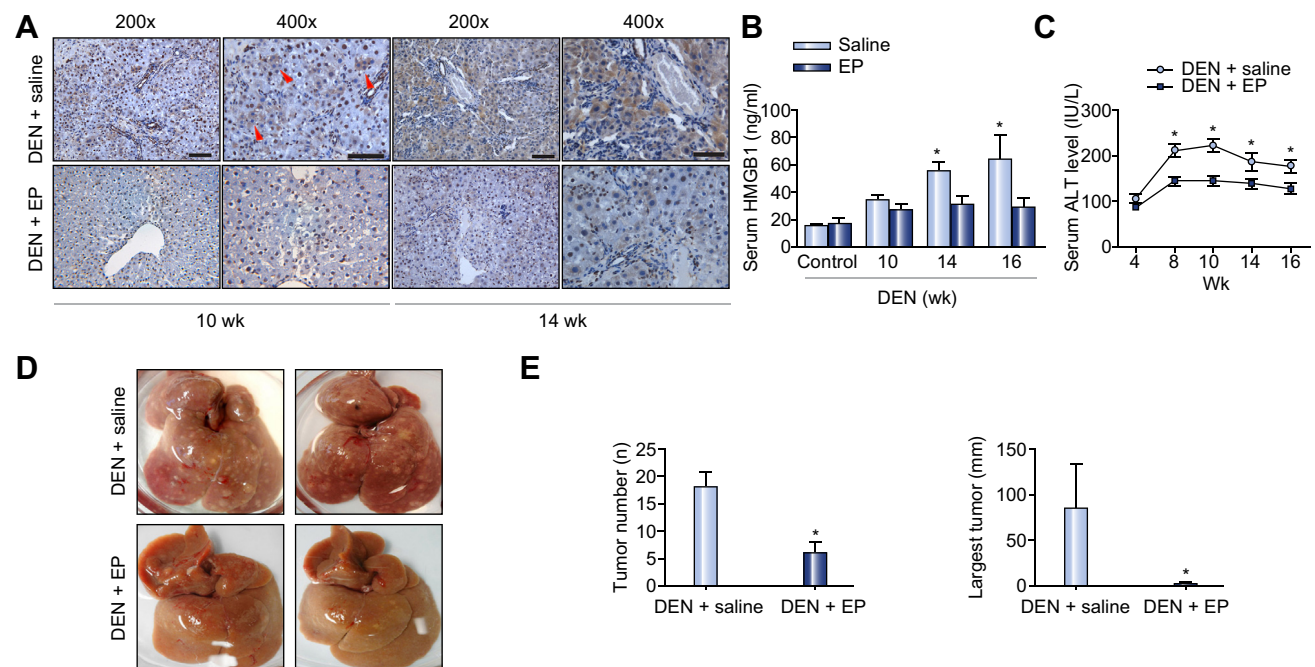 A
200x 400x 200x 400x
DEN + saline
DEN + EP
10 wk 14 wk
B
Saline
EP
Serum HMGB1 (ng/ml)
100
80
60
40
20
0
* *
Control 10 14 16
DEN (wk)
C
DEN + saline
DEN + EP
Serum ALT level (IU/L)
300
200
100
0
* * * *
4 8 10 14 16
Wk
D
DEN + saline
DEN + EP
E
Tumor number (n)
25
20
15
10
5
0
*
DEN + saline DEN + EP
Largest tumor (mm)
150
100
50
0
*
DEN + saline DEN + EP